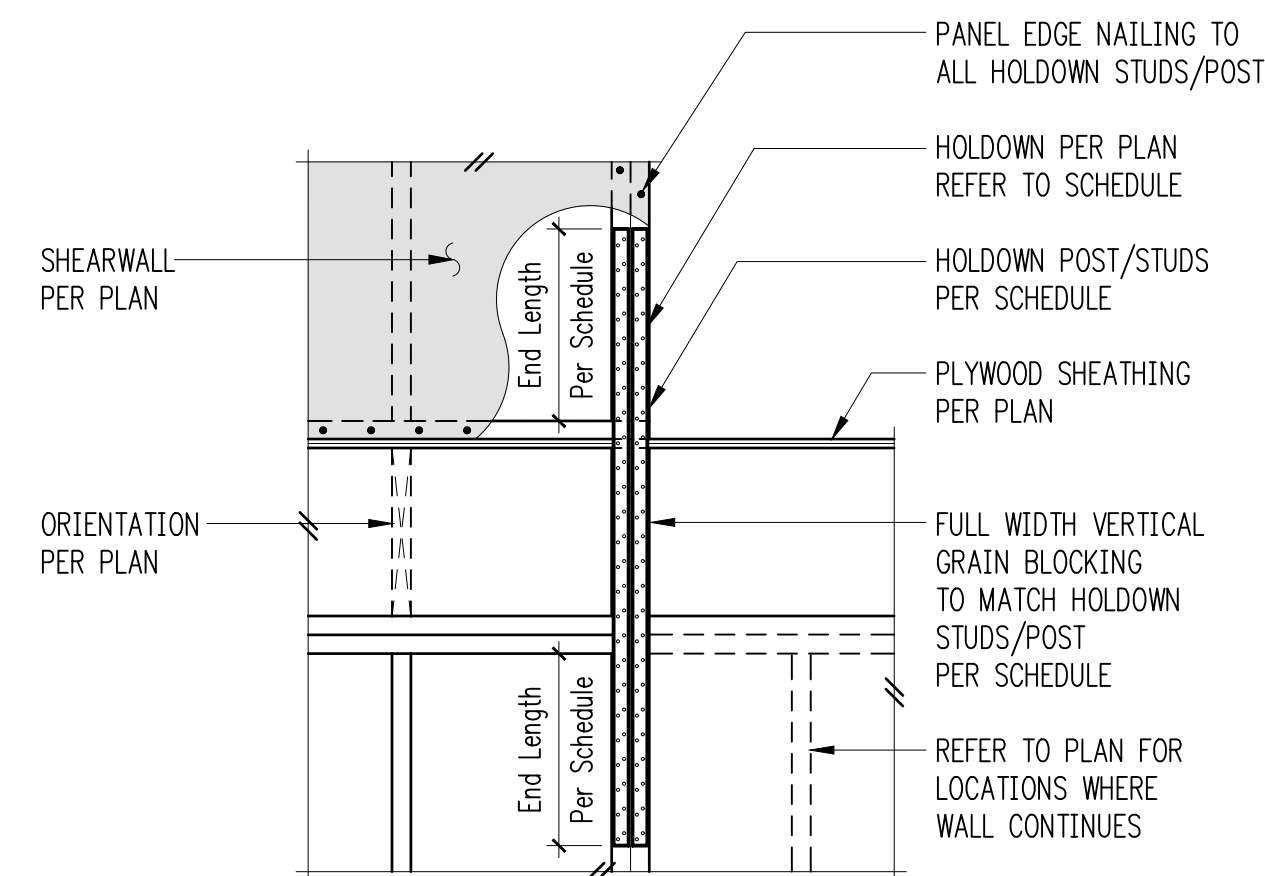 PANEL EDGE NAILING TO
ALL HOLDOWN STUDS/POST
HOLDOWN PER PLAN
REFER TO SCHEDULE
SHEARWALL
PER PLAN
End Length
Per Schedule
HOLDOWN POST/STUDS
PER SCHEDULE
PLYWOOD SHEATHING
PER PLAN
ORIENTATION
PER PLAN
FULL WIDTH VERTICAL
GRAIN BLOCKING
TO MATCH HOLDOWN
STUDS/POST
PER SCHEDULE
End Length
Per Schedule
REFER TO PLAN FOR
LOCATIONS WHERE
WALL CONTINUES